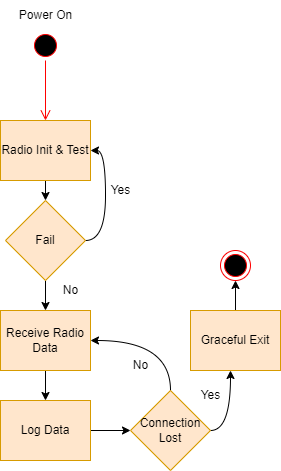 Power On
Radio Init & Test
Yes
Fail
No
Receive Radio
Data
Graceful Exit
No
Yes
Log Data
Connection
Lost